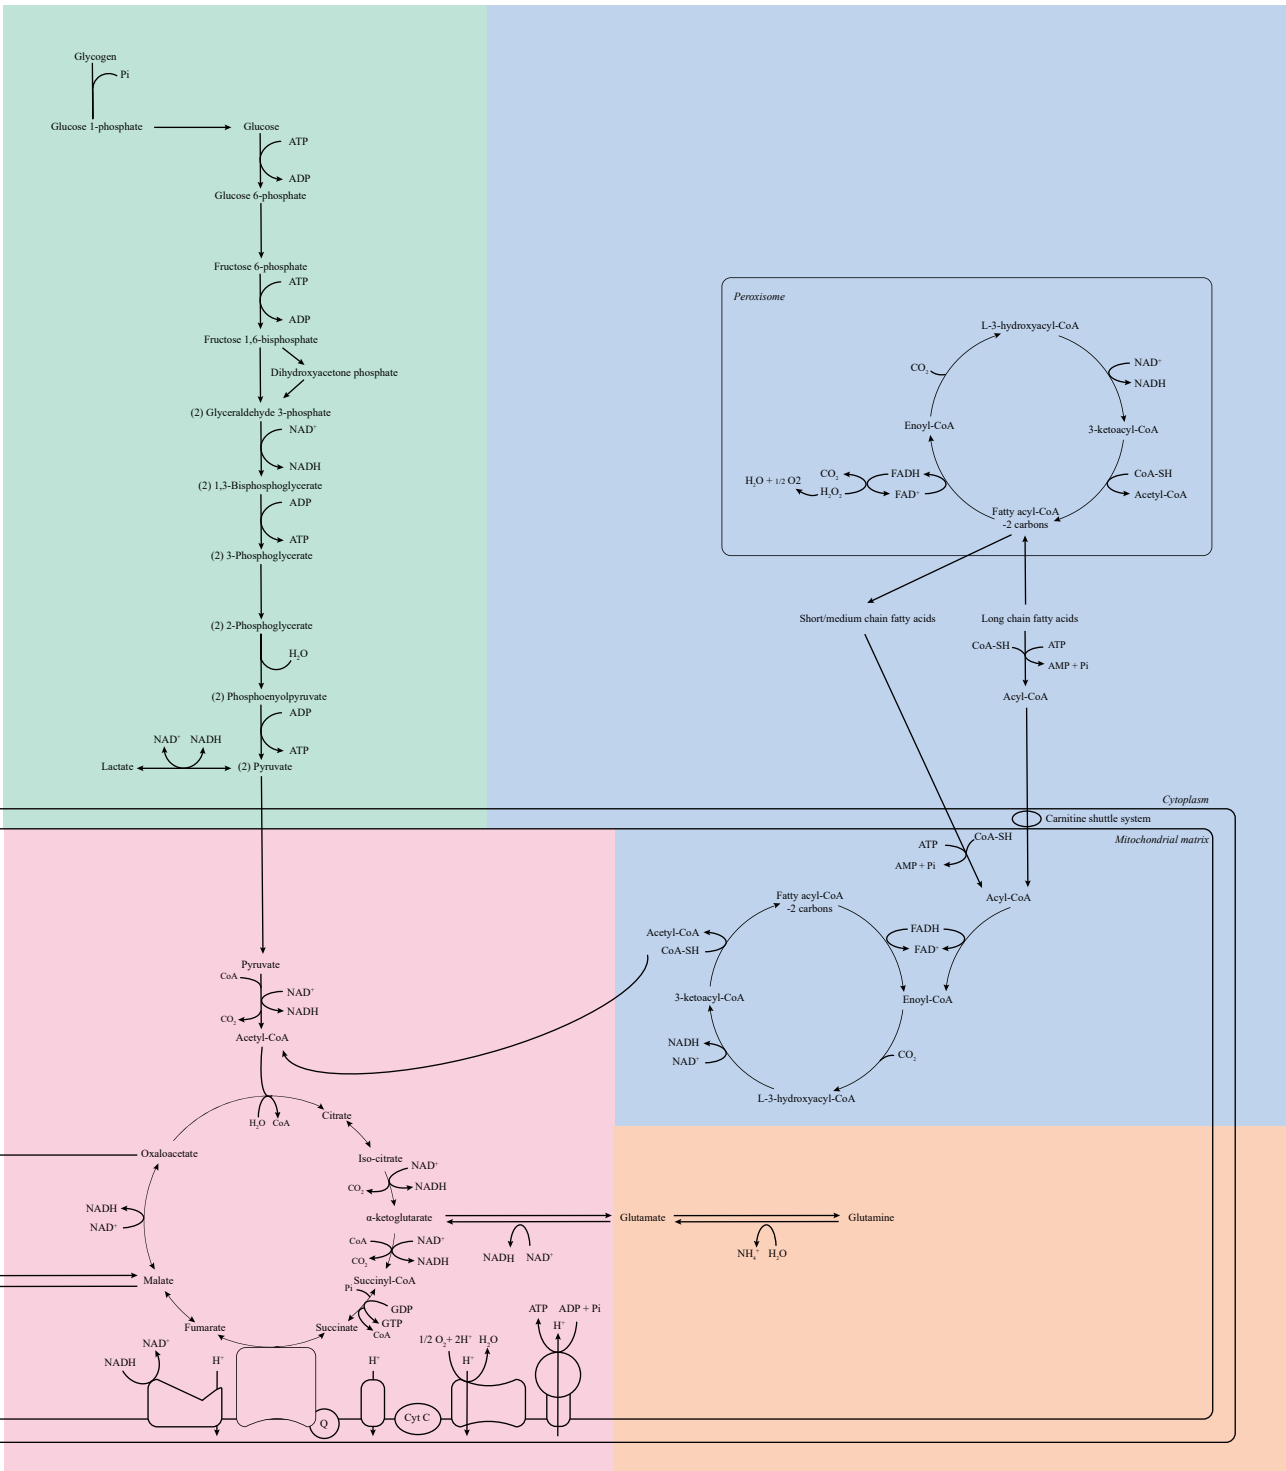 Glycogen
Pi
Glucose 1-phosphate
Glucose
ATP
ADP
Glucose 6-phosphate
Fructose 6-phosphate
ATP
ADP
Fructose 1,6-bisphosphate
Dihydroxyacetone phosphate
(2) Glyceraldehyde 3-phosphate
NAD⁺
NADH
(2) 1,3-Bisphosphoglycerate
ADP
ATP
(2) 3-Phosphoglycerate
(2) 2-Phosphoglycerate
H₂O
(2) Phosphoenyolpyruvate
ADP
ATP
NAD⁺ NADH
Lactate
(2) Pyruvate
Peroxisome
L-3-hydroxyacyl-CoA
CO₂
NAD⁺
NADH
Enoyl-CoA
3-ketoacyl-CoA
H₂O + 1/2 O2
CO₂
H₂O₂
FADH
FAD⁺
CoA-SH
Acetyl-CoA
Fatty acyl-CoA
-2 carbons
Short/medium chain fatty acids
Long chain fatty acids
CoA-SH
ATP
AMP + Pi
Acyl-CoA
Cytoplasm
Carnitine shuttle system
Mitochondrial matrix
ATP
CoA-SH
AMP + Pi
Acyl-CoA
Fatty acyl-CoA
-2 carbons
Acetyl-CoA
CoA-SH
FADH
FAD⁺
3-ketoacyl-CoA
Enoyl-CoA
NADH
NAD⁺
CO₂
L-3-hydroxyacyl-CoA
Pyruvate
CoA
NAD⁺
NADH
CO₂
Acetyl-CoA
H₂O CoA
Citrate
Oxaloacetate
Iso-citrate
NAD⁺
CO₂
NADH
NADH
NAD⁺
α-ketoglutarate
Glutamate
Glutamine
CoA
NAD⁺
CO₂
NADH
NADH NAD⁺
NH₄⁺ H₂O
Malate
Succinyl-CoA
Pi
GDP
GTP
CoA
Fumarate
Succinate
NAD⁺
NADH
H⁺
H⁺
1/2 O₂+ 2H⁺ H₂O
H⁺
ATP ADP + Pi
H⁺
Q
Cyt C